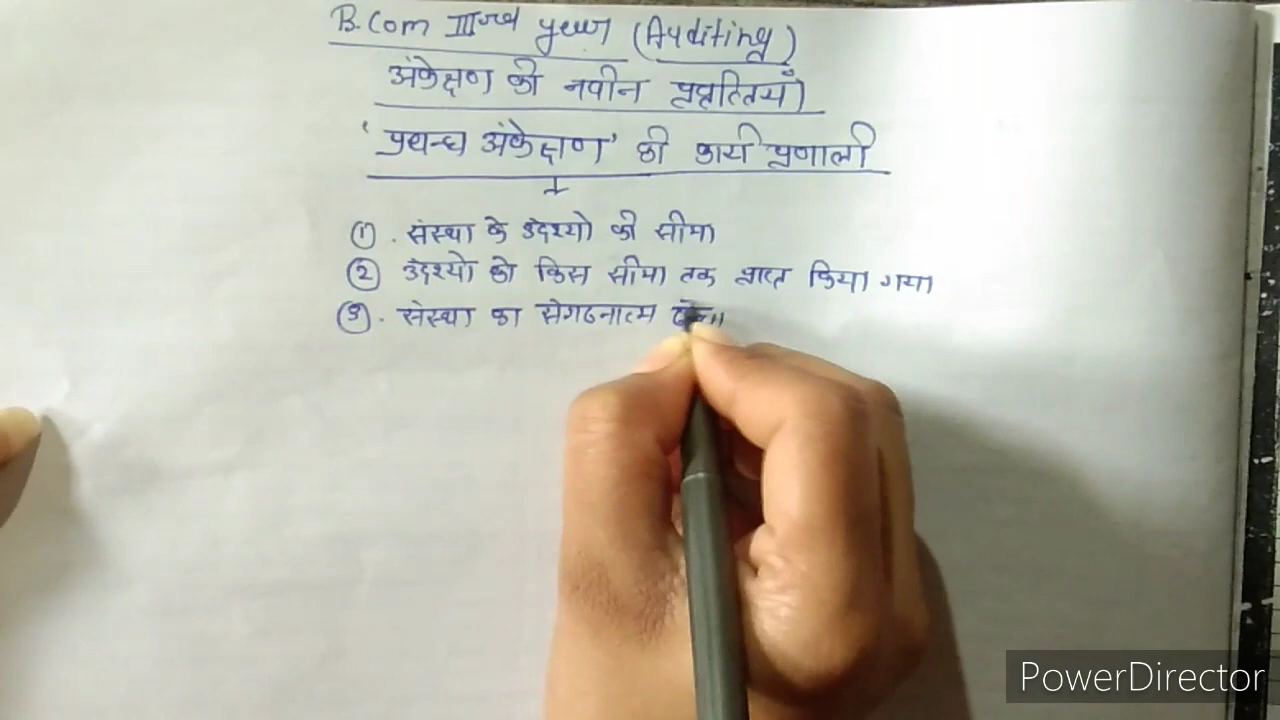 B.Com IIIrd year (Auditing)
अंकेक्षण की नवीन प्रवृत्तियाँ
'प्रबन्ध अंकेक्षण' की कार्य प्रणाली
① . संस्था के उद्देश्यो की सीमा
② उद्देश्यो को किस सीमा तक प्राप्त किया गया
③ . संस्था का संगठनात्म
PowerDirector